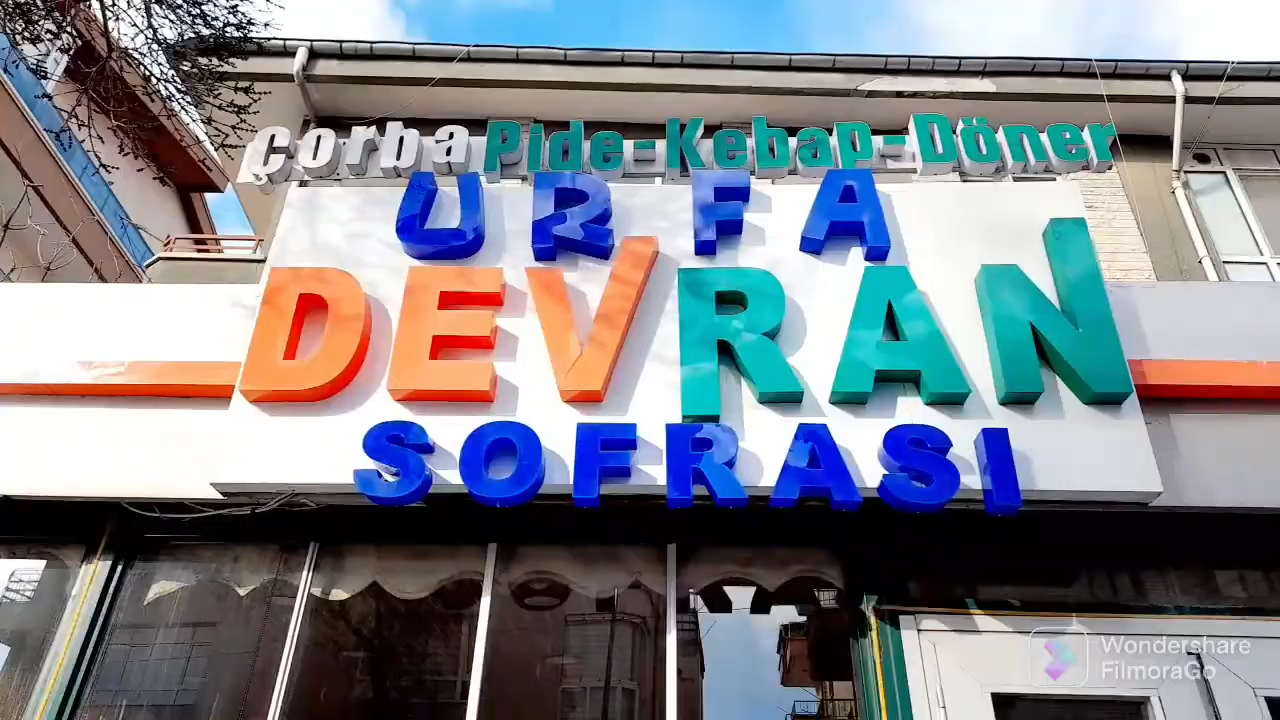 Çorba Pide-Kebap-Döner
URFA
DEVRAN
SOFRASI
Wondershare
FilmoraGo